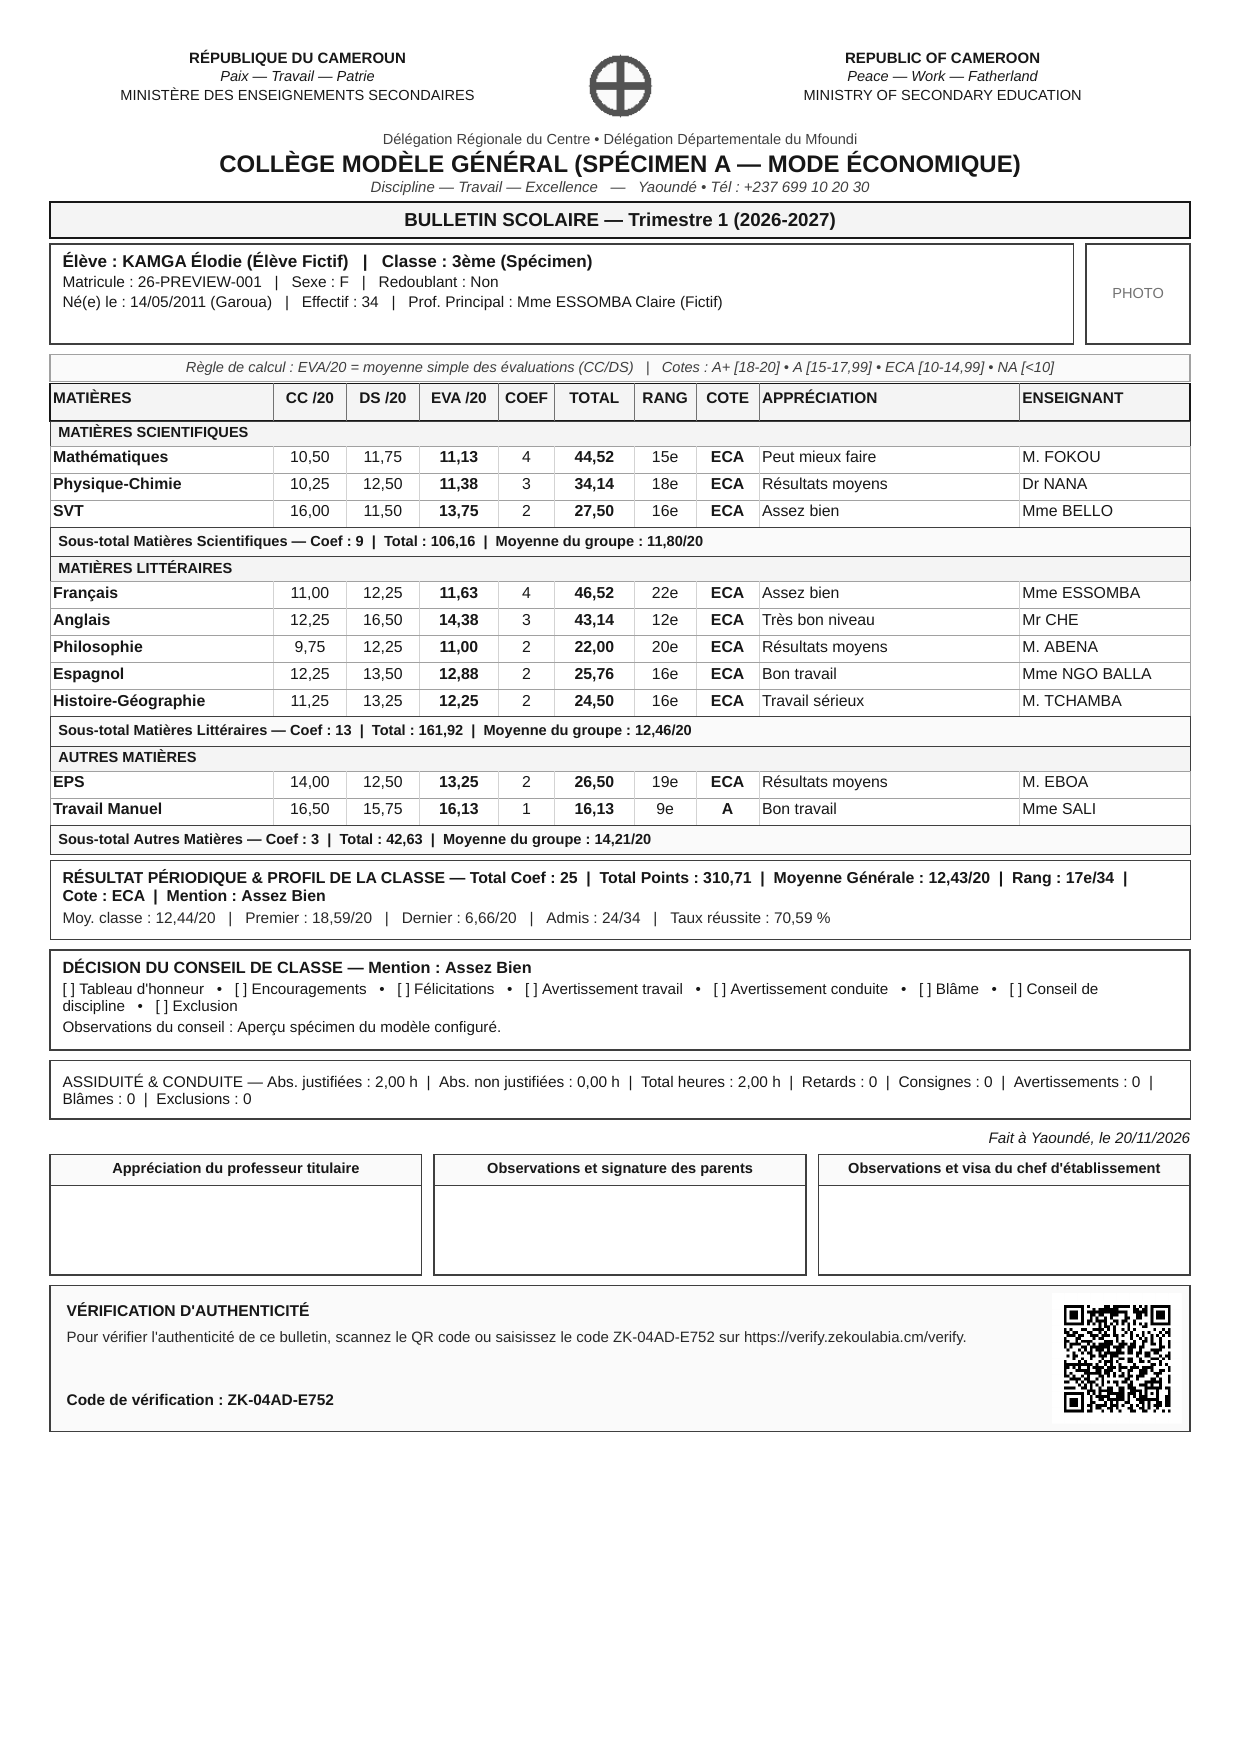 RÉPUBLIQUE DU CAMEROUN
Paix — Travail — Patrie
MINISTÈRE DES ENSEIGNEMENTS SECONDAIRES
REPUBLIC OF CAMEROON
Peace — Work — Fatherland
MINISTRY OF SECONDARY EDUCATION
Délégation Régionale du Centre • Délégation Départementale du Mfoundi
COLLÈGE MODÈLE GÉNÉRAL (SPÉCIMEN A — MODE ÉCONOMIQUE)
Discipline — Travail — Excellence — Yaoundé • Tél : +237 699 10 20 30
BULLETIN SCOLAIRE — Trimestre 1 (2026-2027)
Élève : KAMGA Élodie (Élève Fictif) | Classe : 3ème (Spécimen)
Matricule : 26-PREVIEW-001 | Sexe : F | Redoublant : Non
Né(e) le : 14/05/2011 (Garoua) | Effectif : 34 | Prof. Principal : Mme ESSOMBA Claire (Fictif)
PHOTO
Règle de calcul : EVA/20 = moyenne simple des évaluations (CC/DS) | Cotes : A+ [18-20] • A [15-17,99] • ECA [10-14,99] • NA [<10]
MATIÈRES CC /20 DS /20 EVA /20 COEF TOTAL RANG COTE APPRÉCIATION ENSEIGNANT
MATIÈRES SCIENTIFIQUES
Mathématiques 10,50 11,75 11,13 4 44,52 15e ECA Peut mieux faire M. FOKOU
Physique-Chimie 10,25 12,50 11,38 3 34,14 18e ECA Résultats moyens Dr NANA
SVT 16,00 11,50 13,75 2 27,50 16e ECA Assez bien Mme BELLO
Sous-total Matières Scientifiques — Coef : 9 | Total : 106,16 | Moyenne du groupe : 11,80/20
MATIÈRES LITTÉRAIRES
Français 11,00 12,25 11,63 4 46,52 22e ECA Assez bien Mme ESSOMBA
Anglais 12,25 16,50 14,38 3 43,14 12e ECA Très bon niveau Mr CHE
Philosophie 9,75 12,25 11,00 2 22,00 20e ECA Résultats moyens M. ABENA
Espagnol 12,25 13,50 12,88 2 25,76 16e ECA Bon travail Mme NGO BALLA
Histoire-Géographie 11,25 13,25 12,25 2 24,50 16e ECA Travail sérieux M. TCHAMBA
Sous-total Matières Littéraires — Coef : 13 | Total : 161,92 | Moyenne du groupe : 12,46/20
AUTRES MATIÈRES
EPS 14,00 12,50 13,25 2 26,50 19e ECA Résultats moyens M. EBOA
Travail Manuel 16,50 15,75 16,13 1 16,13 9e A Bon travail Mme SALI
Sous-total Autres Matières — Coef : 3 | Total : 42,63 | Moyenne du groupe : 14,21/20
RÉSULTAT PÉRIODIQUE & PROFIL DE LA CLASSE — Total Coef : 25 | Total Points : 310,71 | Moyenne Générale : 12,43/20 | Rang : 17e/34 |
Cote : ECA | Mention : Assez Bien
Moy. classe : 12,44/20 | Premier : 18,59/20 | Dernier : 6,66/20 | Admis : 24/34 | Taux réussite : 70,59 %
DÉCISION DU CONSEIL DE CLASSE — Mention : Assez Bien
[ ] Tableau d'honneur • [ ] Encouragements • [ ] Félicitations • [ ] Avertissement travail • [ ] Avertissement conduite • [ ] Blâme • [ ] Conseil de
discipline • [ ] Exclusion
Observations du conseil : Aperçu spécimen du modèle configuré.
ASSIDUITÉ & CONDUITE — Abs. justifiées : 2,00 h | Abs. non justifiées : 0,00 h | Total heures : 2,00 h | Retards : 0 | Consignes : 0 | Avertissements : 0 |
Blâmes : 0 | Exclusions : 0
Fait à Yaoundé, le 20/11/2026
Appréciation du professeur titulaire
Observations et signature des parents
Observations et visa du chef d'établissement
VÉRIFICATION D'AUTHENTICITÉ
Pour vérifier l'authenticité de ce bulletin, scannez le QR code ou saisissez le code ZK-04AD-E752 sur https://verify.zekoulabia.cm/verify.
Code de vérification : ZK-04AD-E752